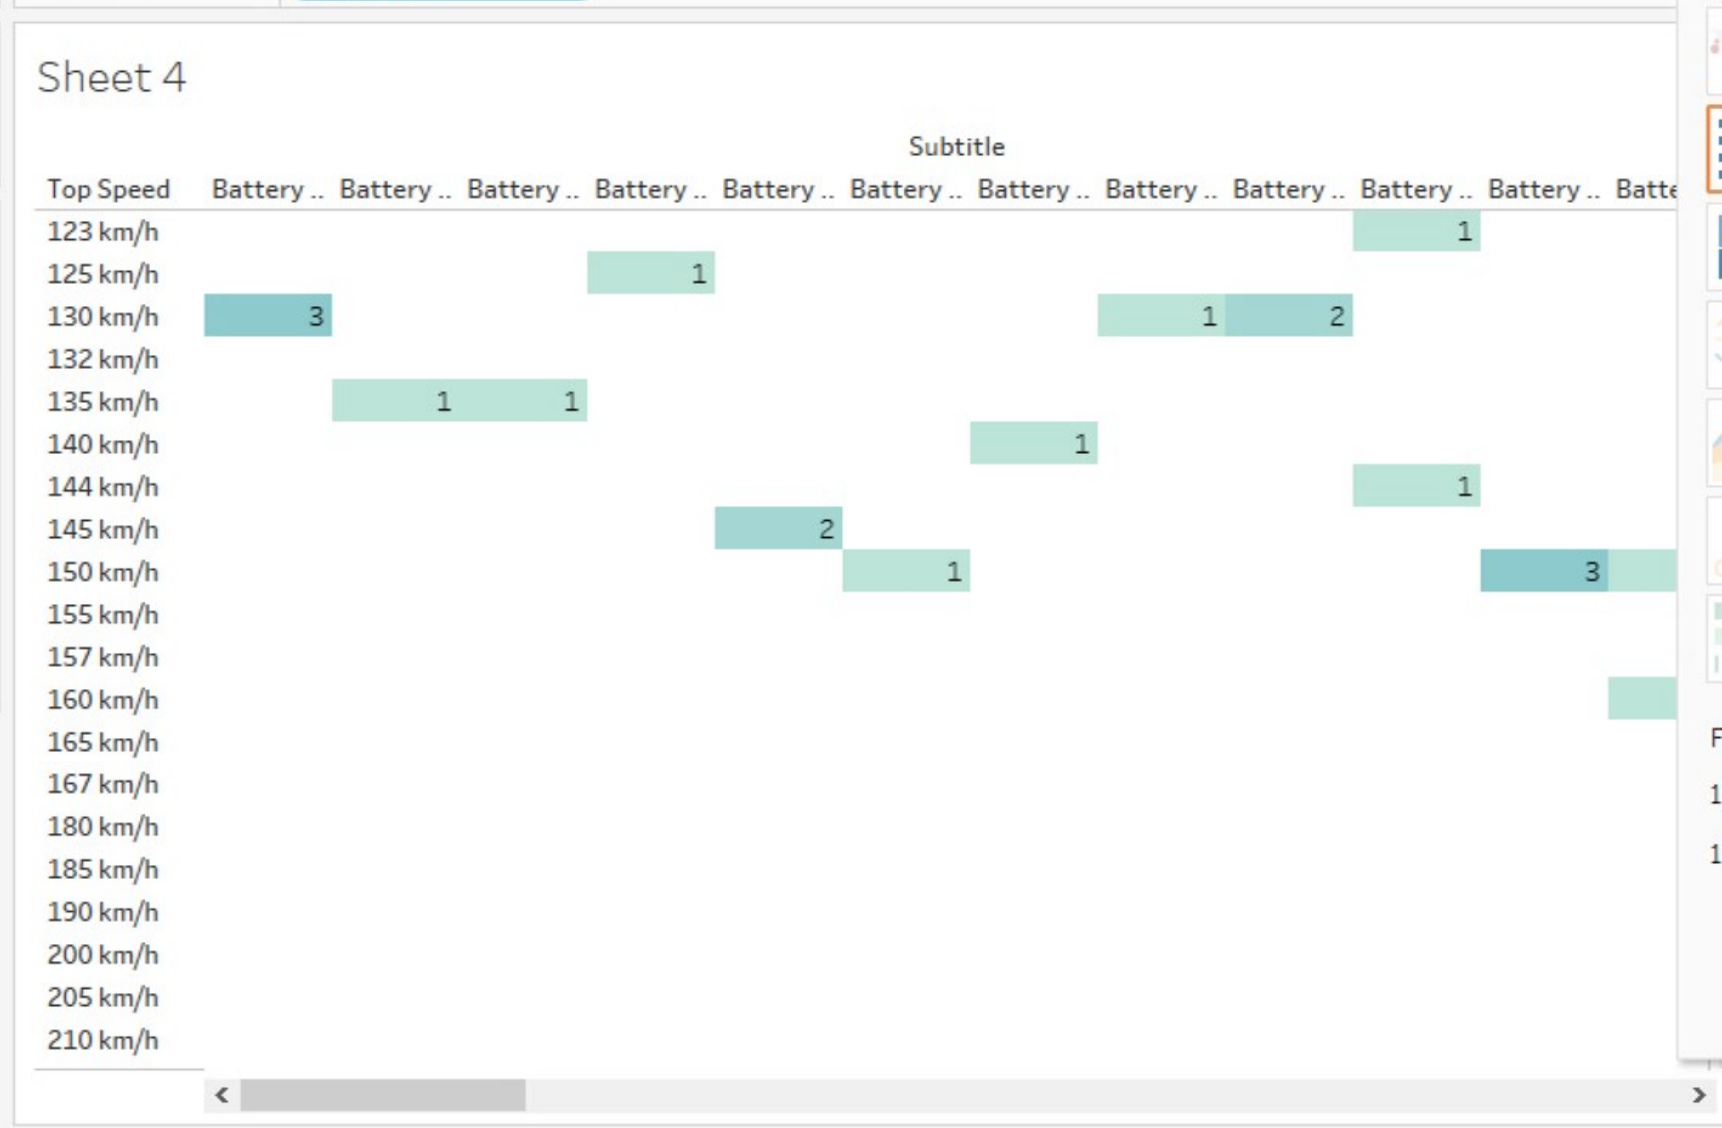 Sheet 4
Subtitle
Top Speed Battery .. Battery .. Battery .. Battery .. Battery .. Battery .. Battery .. Battery .. Battery .. Battery .. Battery .. Batte
123 km/h 1
125 km/h 1
130 km/h 3 1 2
132 km/h
135 km/h 1 1
140 km/h 1
144 km/h 1
145 km/h 2
150 km/h 1 3
155 km/h
157 km/h
160 km/h
165 km/h
167 km/h
180 km/h
185 km/h
190 km/h
200 km/h
205 km/h
210 km/h
F
1
1